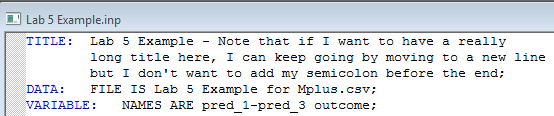 Lab 5 Example.inp
TITLE: Lab 5 Example - Note that if I want to have a really
long title here, I can keep going by moving to a new line
but I don't want to add my semicolon before the end;
DATA: FILE IS Lab 5 Example for Mplus.csv;
VARIABLE: NAMES ARE pred_1-pred_3 outcome;